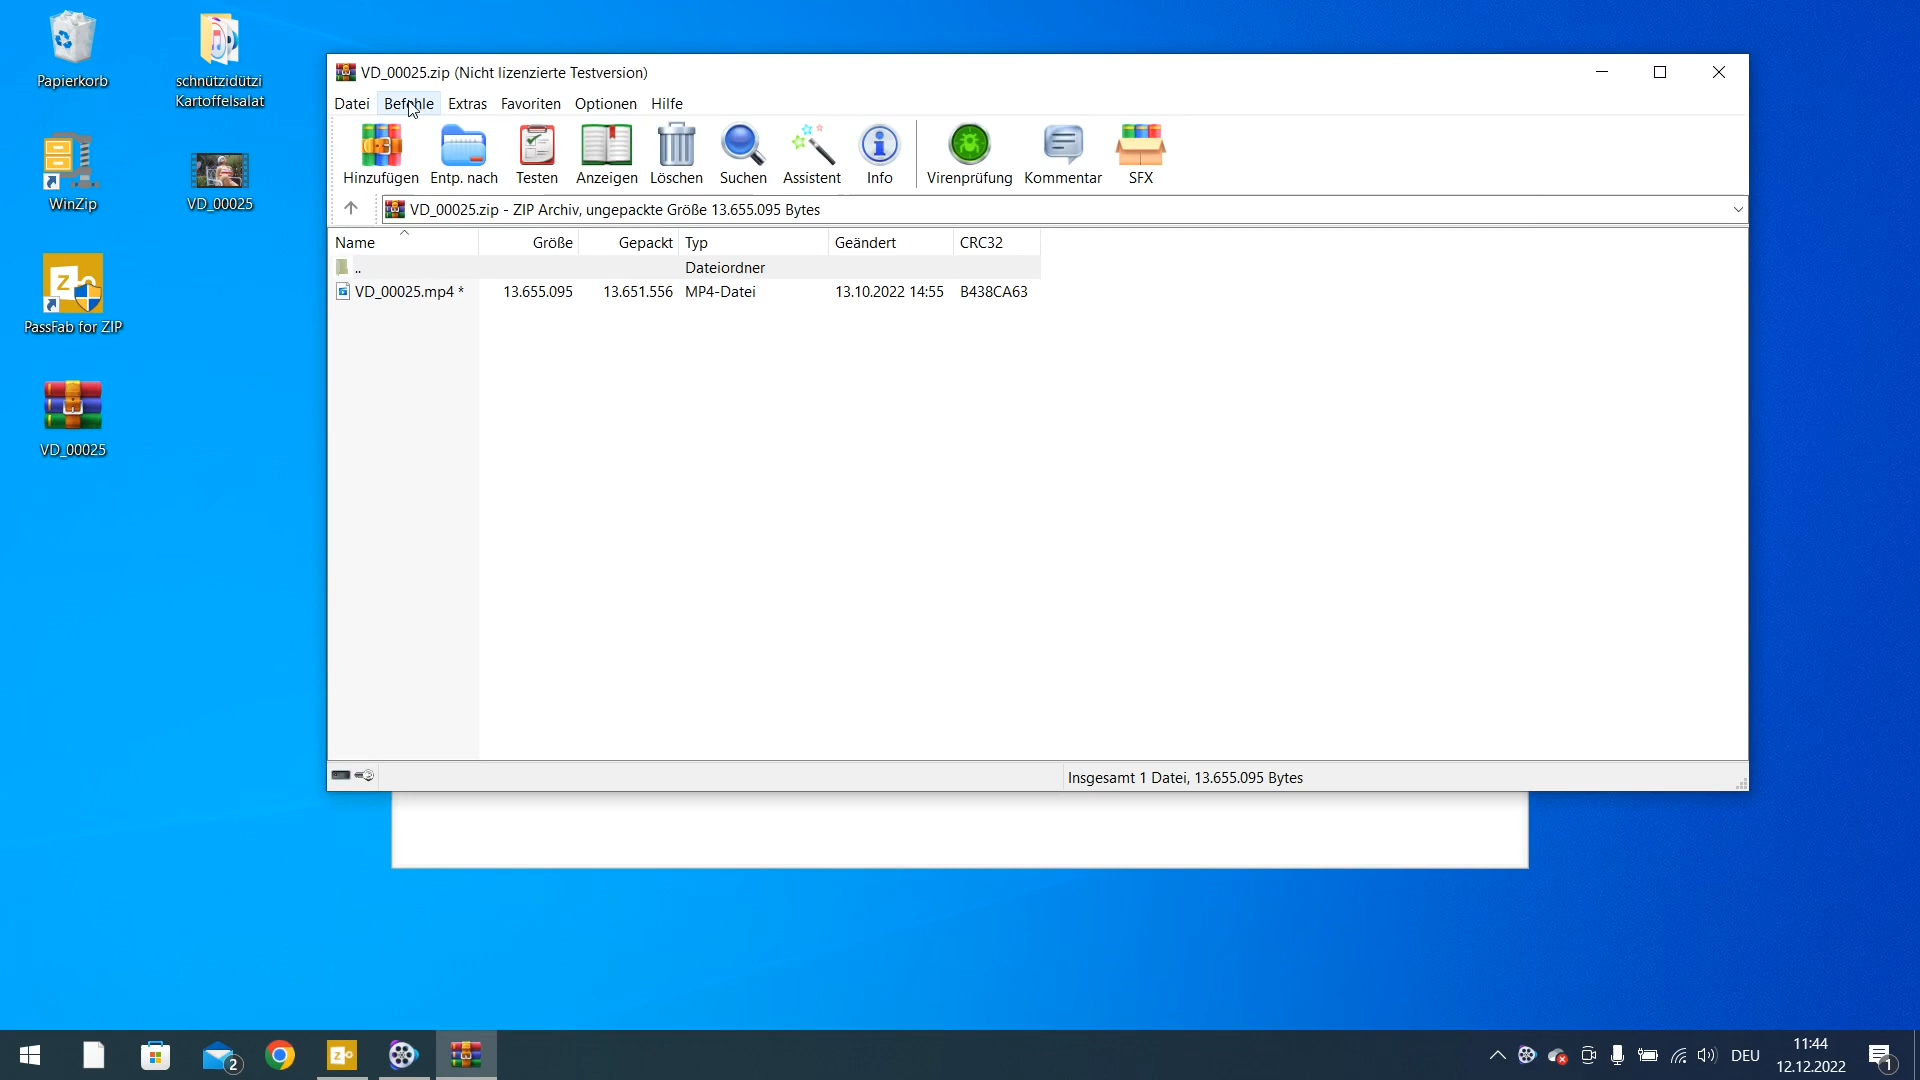 Papierkorb
schnützidützi
Kartoffelsalat
WinZip
VD_00025
PassFab for ZIP
VD_00025
VD_00025.zip (Nicht lizenzierte Testversion)
Datei Befehle Extras Favoriten Optionen Hilfe
Hinzufügen Entp. nach Testen Anzeigen Löschen Suchen Assistent Info Virenprüfung Kommentar SFX
VD_00025.zip - ZIP Archiv, ungepackte Größe 13.655.095 Bytes
Name Größe Gepackt Typ Geändert CRC32
.. Dateiordner
VD_00025.mp4 * 13.655.095 13.651.556 MP4-Datei 13.10.2022 14:55 B438CA63
Insgesamt 1 Datei, 13.655.095 Bytes
2
DEU
11:44
12.12.2022
1